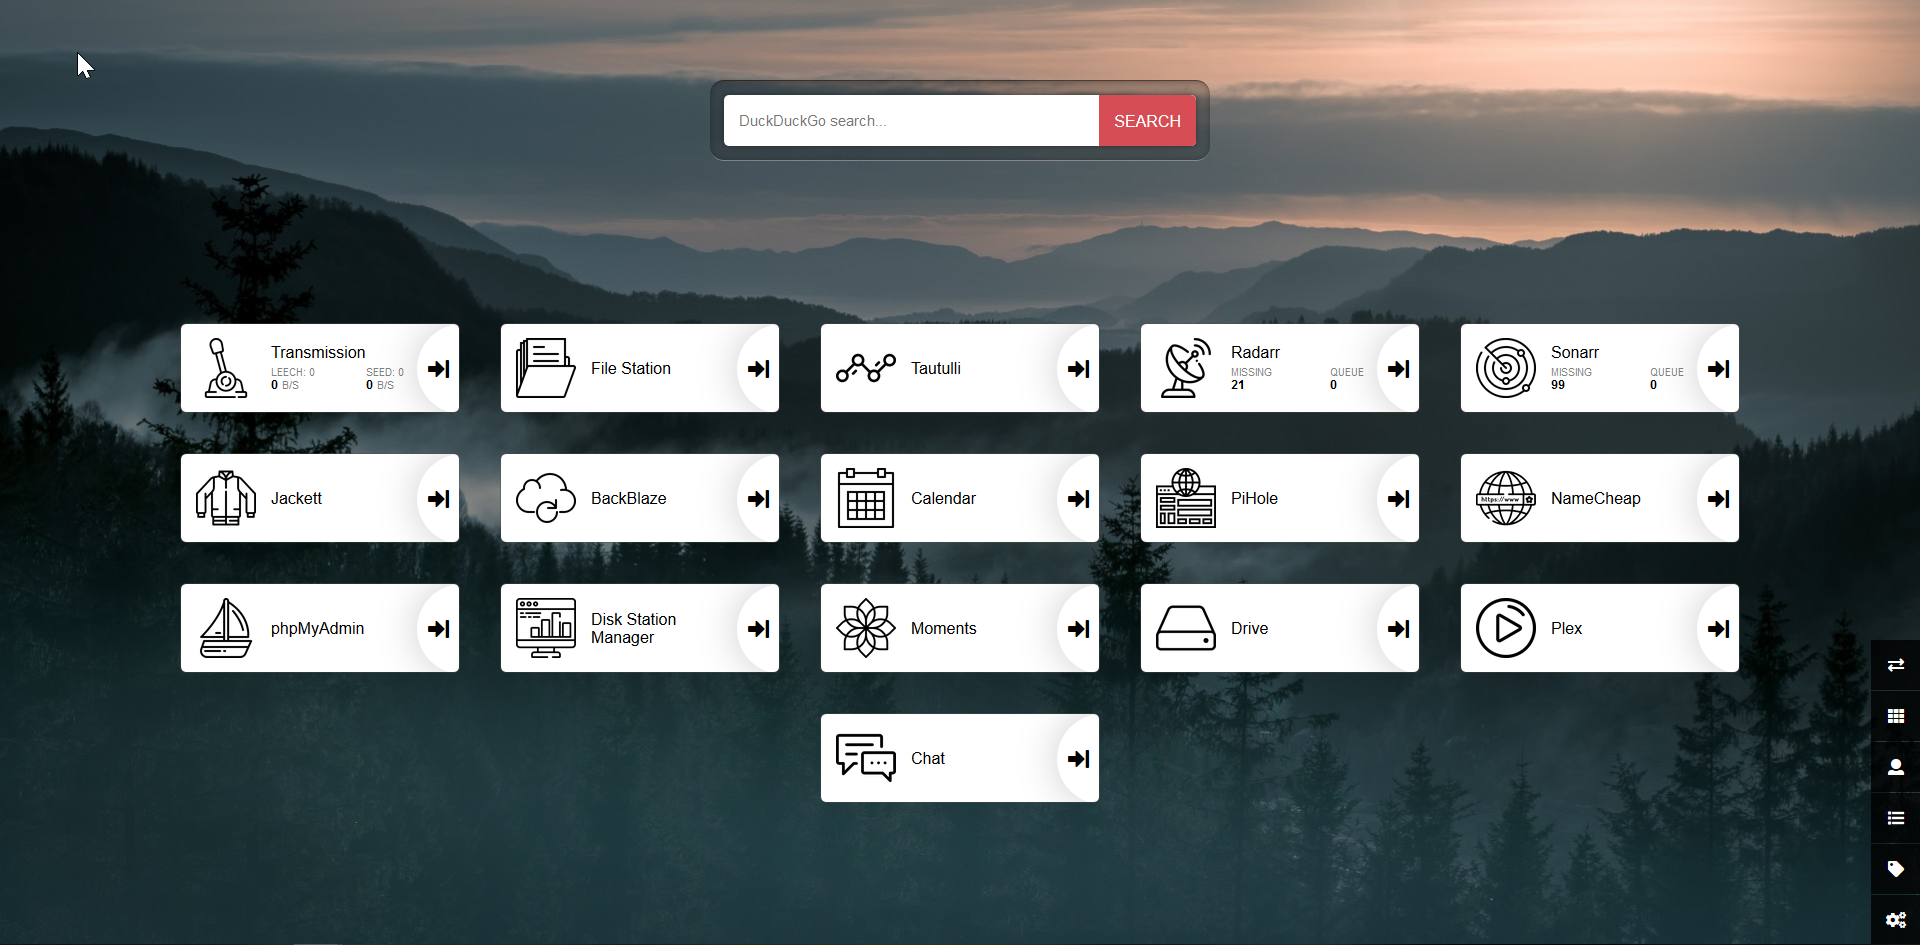 DuckDuckGo search...
SEARCH
Transmission
LEECH: 0 SEED: 0
0 B/S 0 B/S
File Station
Tautulli
Radarr
MISSING QUEUE
21 0
Sonarr
MISSING QUEUE
99 0
Jackett
BackBlaze
Calendar
PiHole
https://www
NameCheap
phpMyAdmin
Disk Station
Manager
Moments
Drive
Plex
Chat